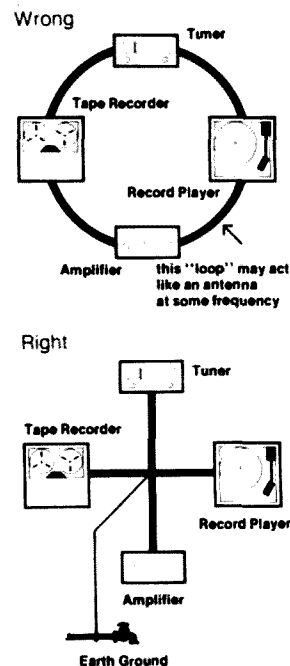 Wrong
Tuner
Tape Recorder
Record Player
Amplifier
this "loop" may act
like an antenna
at some frequency
Right
Tuner
Tape Recorder
Record Player
Amplifier
Earth Ground